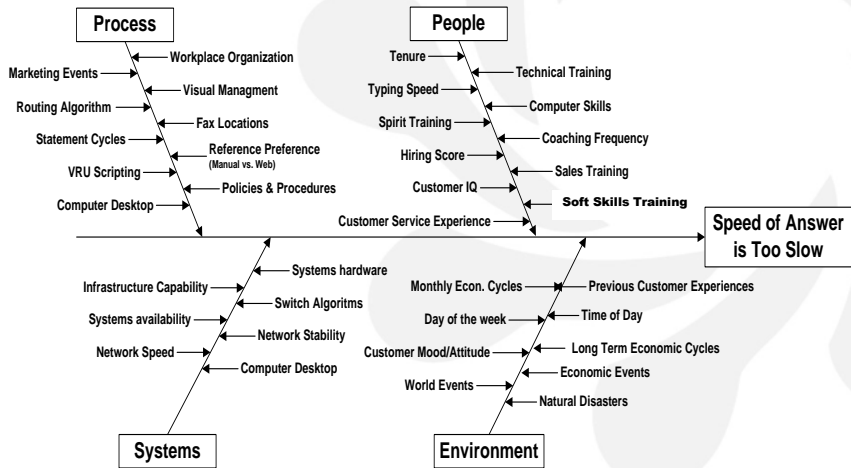 Process
People
Workplace Organization
Marketing Events
Visual Managment
Routing Algorithm
Fax Locations
Statement Cycles
Reference Preference
(Manual vs. Web)
VRU Scripting
Policies & Procedures
Computer Desktop
Tenure
Technical Training
Typing Speed
Computer Skills
Spirit Training
Coaching Frequency
Hiring Score
Sales Training
Customer IQ
Soft Skills Training
Customer Service Experience
Speed of Answer
is Too Slow
Systems hardware
Infrastructure Capability
Switch Algoritms
Systems availability
Network Stability
Network Speed
Computer Desktop
Monthly Econ. Cycles
Previous Customer Experiences
Day of the week
Time of Day
Customer Mood/Attitude
Long Term Economic Cycles
Economic Events
World Events
Natural Disasters
Systems
Environment